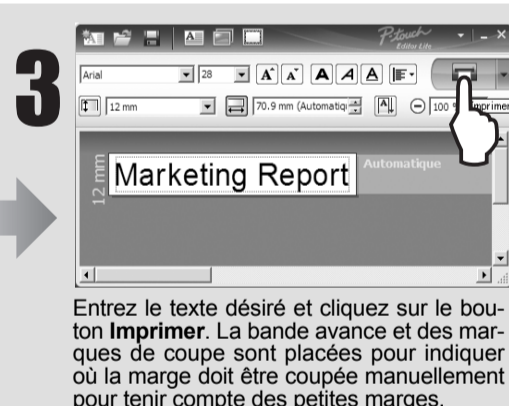 3
P-touch
Editor Lite
Arial
28
A A A A A
12 mm
70.9 mm (Automatiq
A
100 %
Imprimer
12 mm
Marketing Report
Automatique
Entrez le texte désiré et cliquez sur le bou-
ton Imprimer. La bande avance et des mar-
ques de coupe sont placées pour indiquer
où la marge doit être coupée manuellement
pour tenir compte des petites marges.